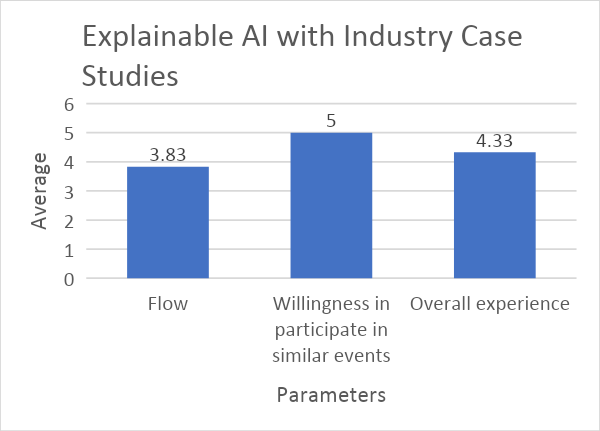 Explainable AI with Industry Case
Studies
6
5
4
3
2
1
0
Average
3.83
5
4.33
Flow
Willingness in
participate in
similar events
Overall experience
Parameters